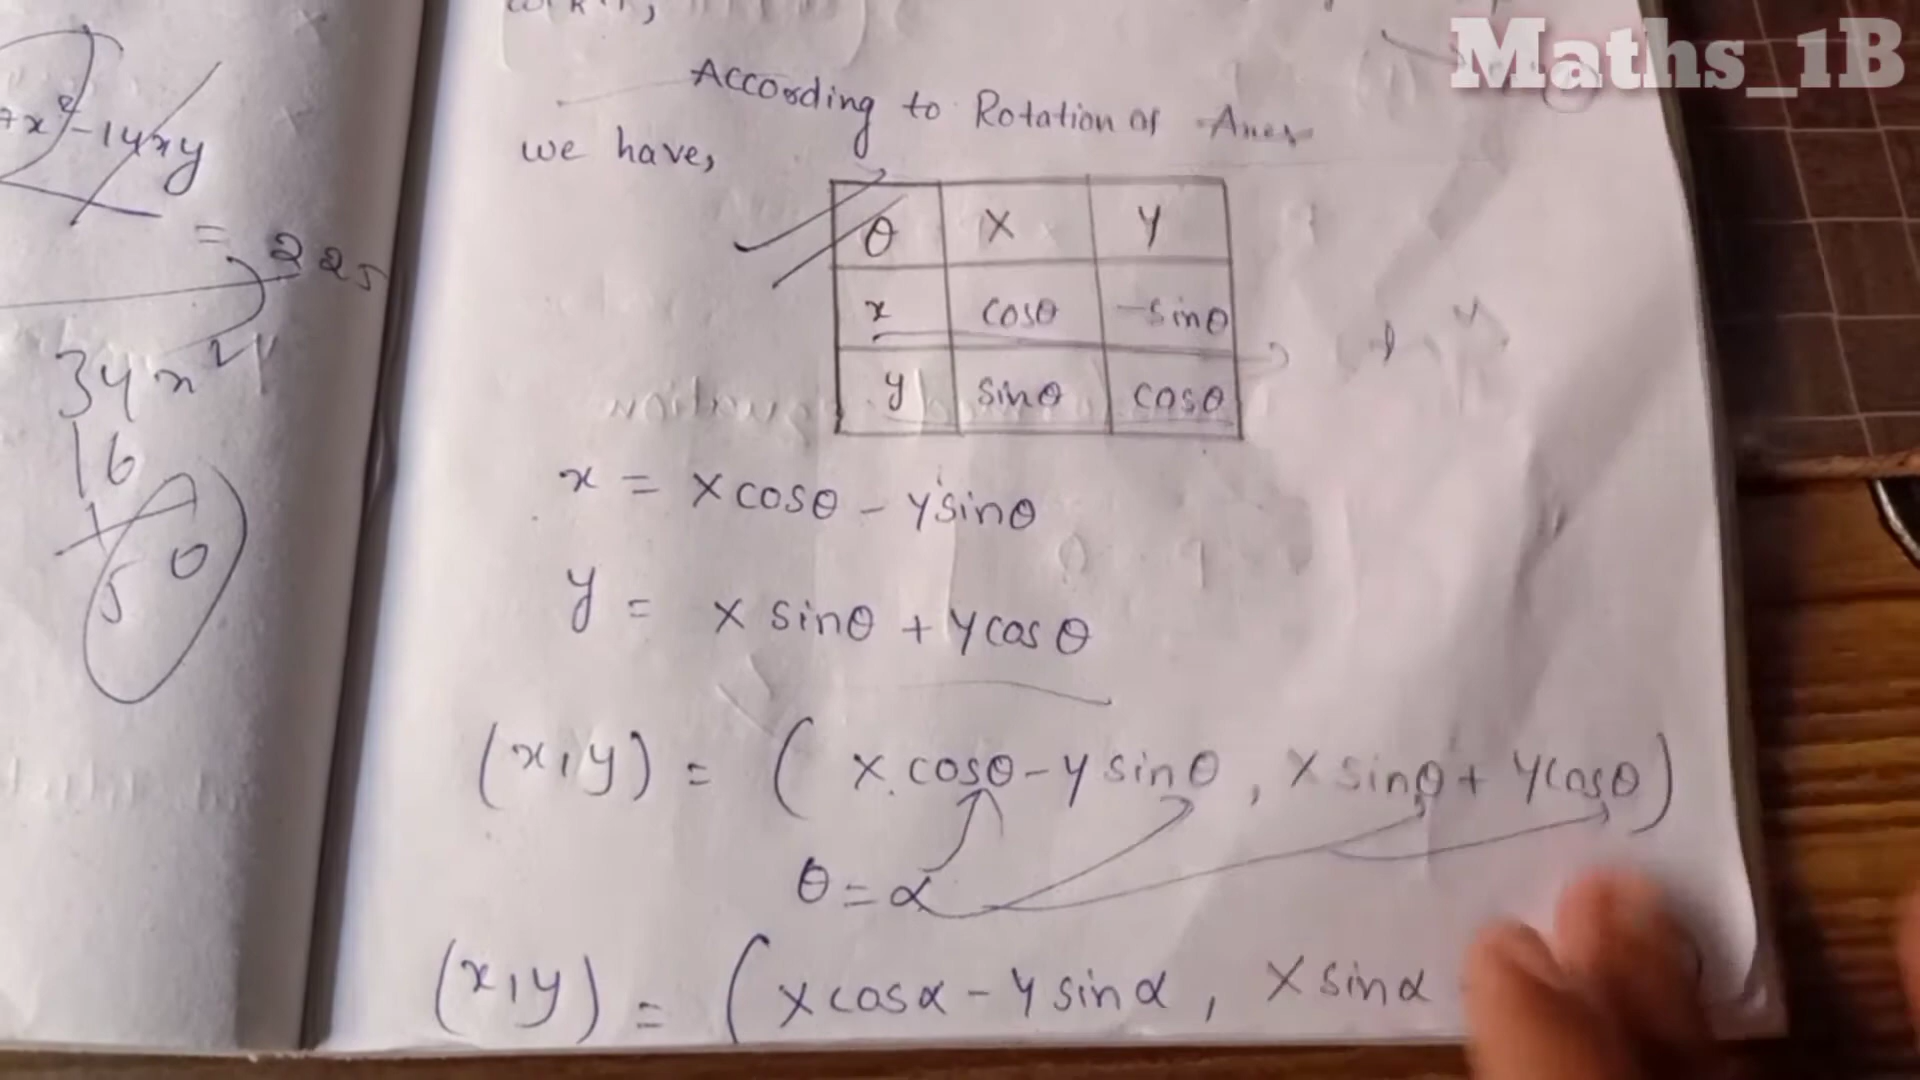 Maths_1B
According to Rotation of Axes
we have,
θ X Y
x cosθ -sinθ
y sinθ cosθ
x = X cosθ - Y sinθ
y = X sinθ + Y cosθ
(x, y) = ( X cosθ - Y sinθ , X sinθ + Y cosθ )
θ = α
(x, y) = ( X cosα - Y sinα , X sinα
- 14xy
= 225
34x²
16
50